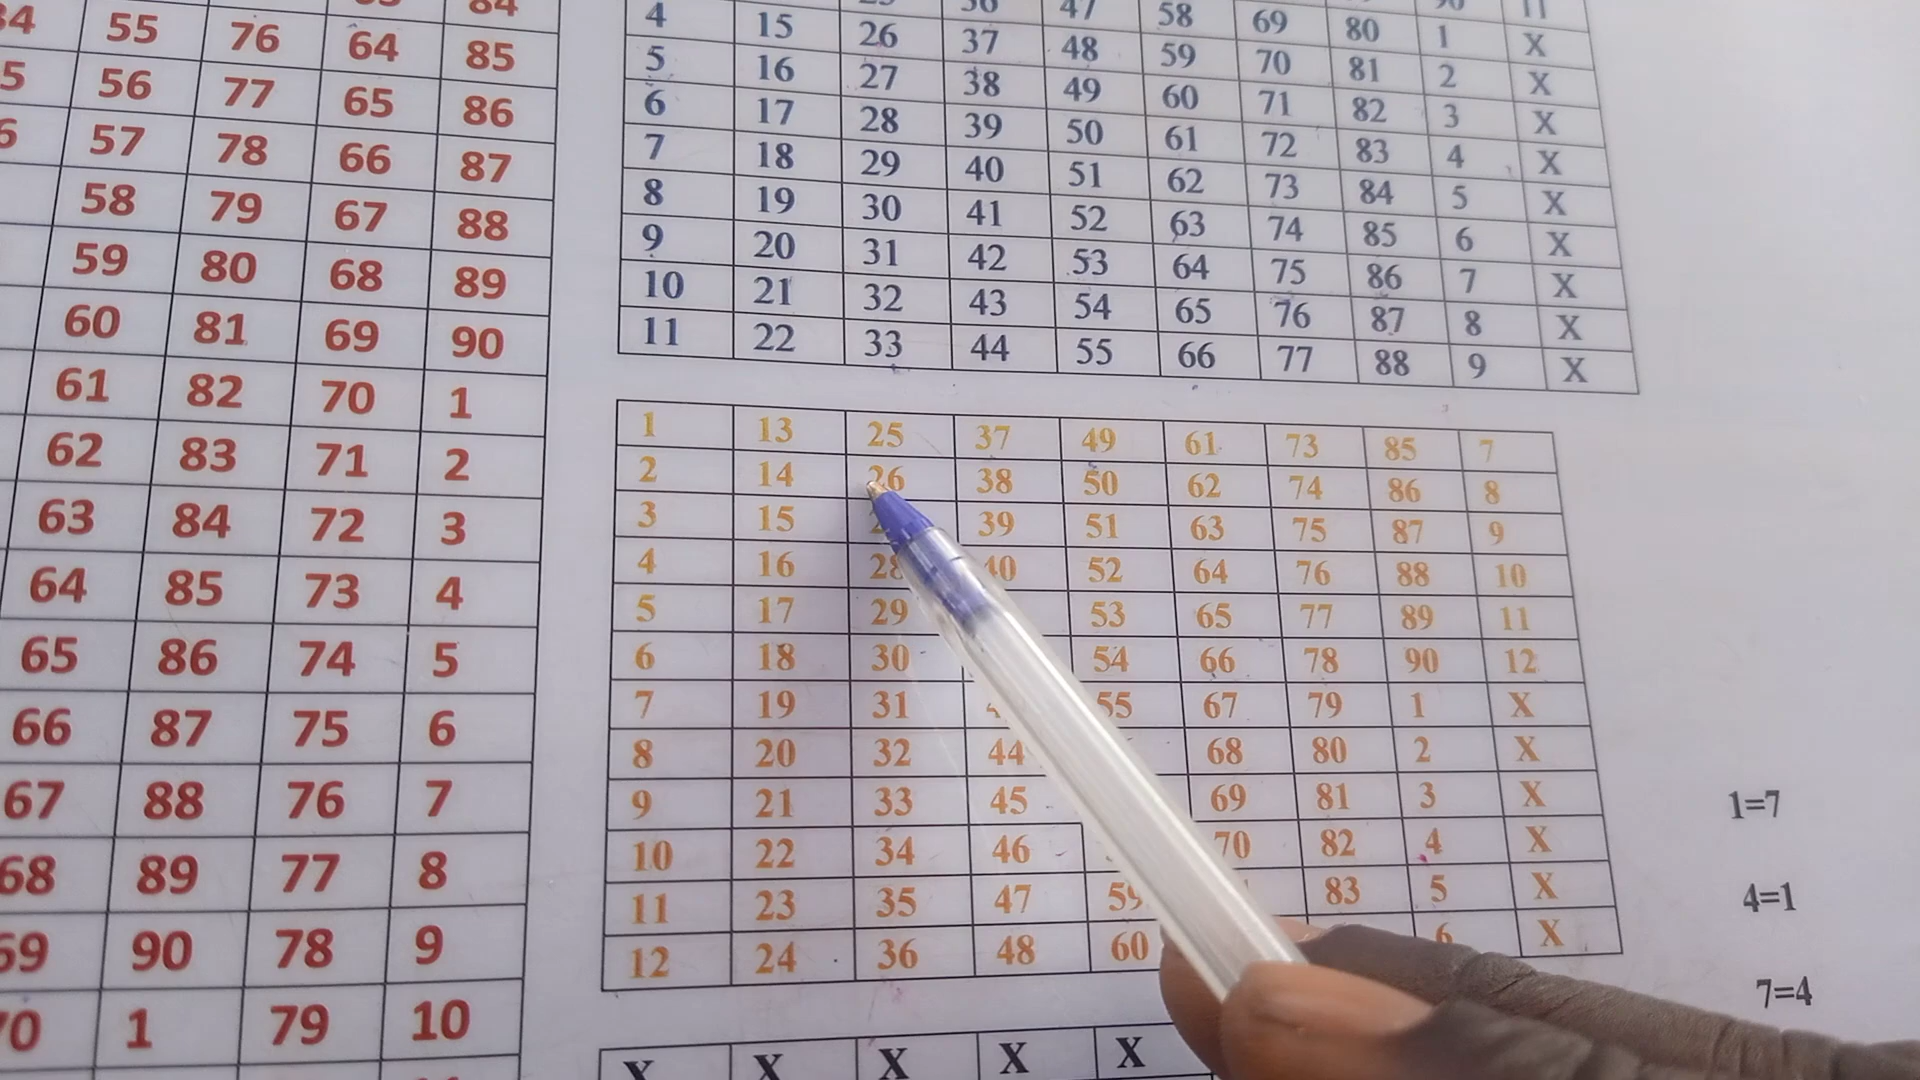 84
34 55 76 64 85
5 56 77 65 86
6 57 78 66 87
58 79 67 88
59 80 68 89
60 81 69 90
61 82 70 1
62 83 71 2
63 84 72 3
64 85 73 4
65 86 74 5
66 87 75 6
67 88 76 7
68 89 77 8
69 90 78 9
70 1 79 10
4 15 26 37 48 59 70 81 2 X
5 16 27 38 49 60 71 82 3 X
6 17 28 39 50 61 72 83 4 X
7 18 29 40 51 62 73 84 5 X
8 19 30 41 52 63 74 85 6 X
9 20 31 42 53 64 75 86 7 X
10 21 32 43 54 65 76 87 8 X
11 22 33 44 55 66 77 88 9 X
1 13 25 37 49 61 73 85 7
2 14 26 38 50 62 74 86 8
3 15 39 51 63 75 87 9
4 16 28 40 52 64 76 88 10
5 17 29 53 65 77 89 11
6 18 30 54 66 78 90 12
7 19 31 55 67 79 1 X
8 20 32 44 68 80 2 X
9 21 33 45 69 81 3 X
10 22 34 46 70 82 4 X
11 23 35 47 59 83 5 X
12 24 36 48 60 6 X
X X X X X
1=7
4=1
7=4